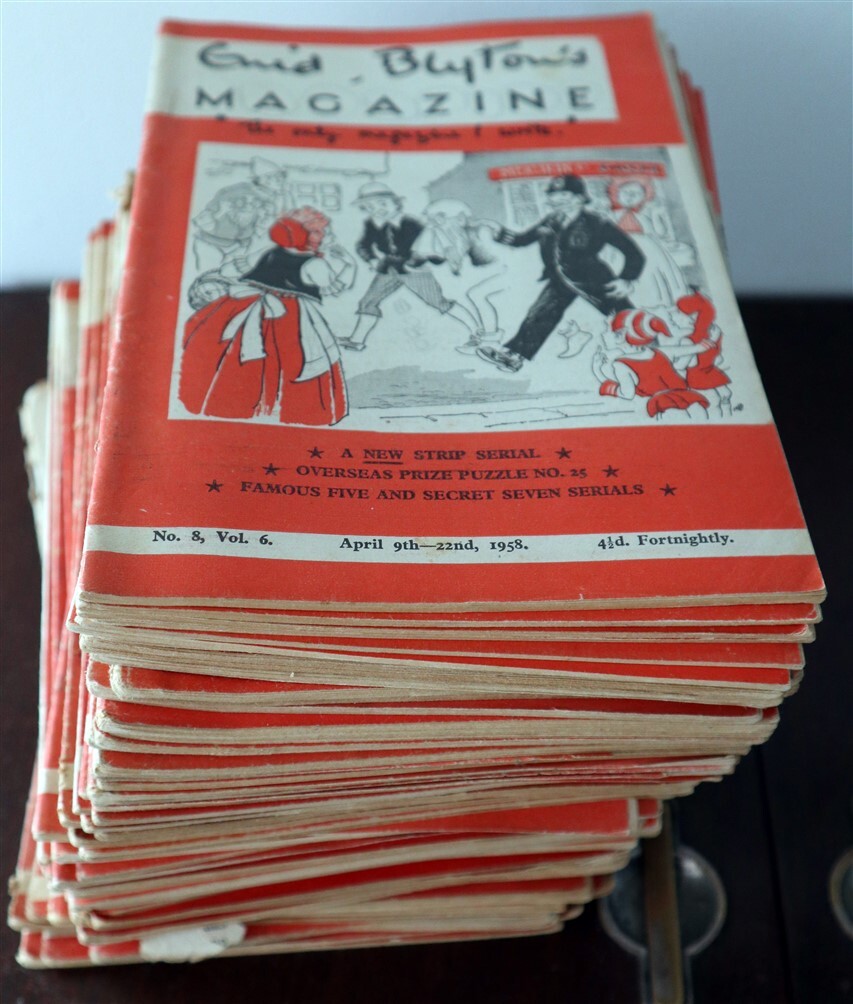 Enid Blyton's
MAGAZINE
"The only magazine I write."
★ A NEW STRIP SERIAL ★
★ OVERSEAS PRIZE PUZZLE NO. 25 ★
★ FAMOUS FIVE AND SECRET SEVEN SERIALS ★
No. 8, Vol. 6. April 9th—22nd, 1958. 4½d. Fortnightly.